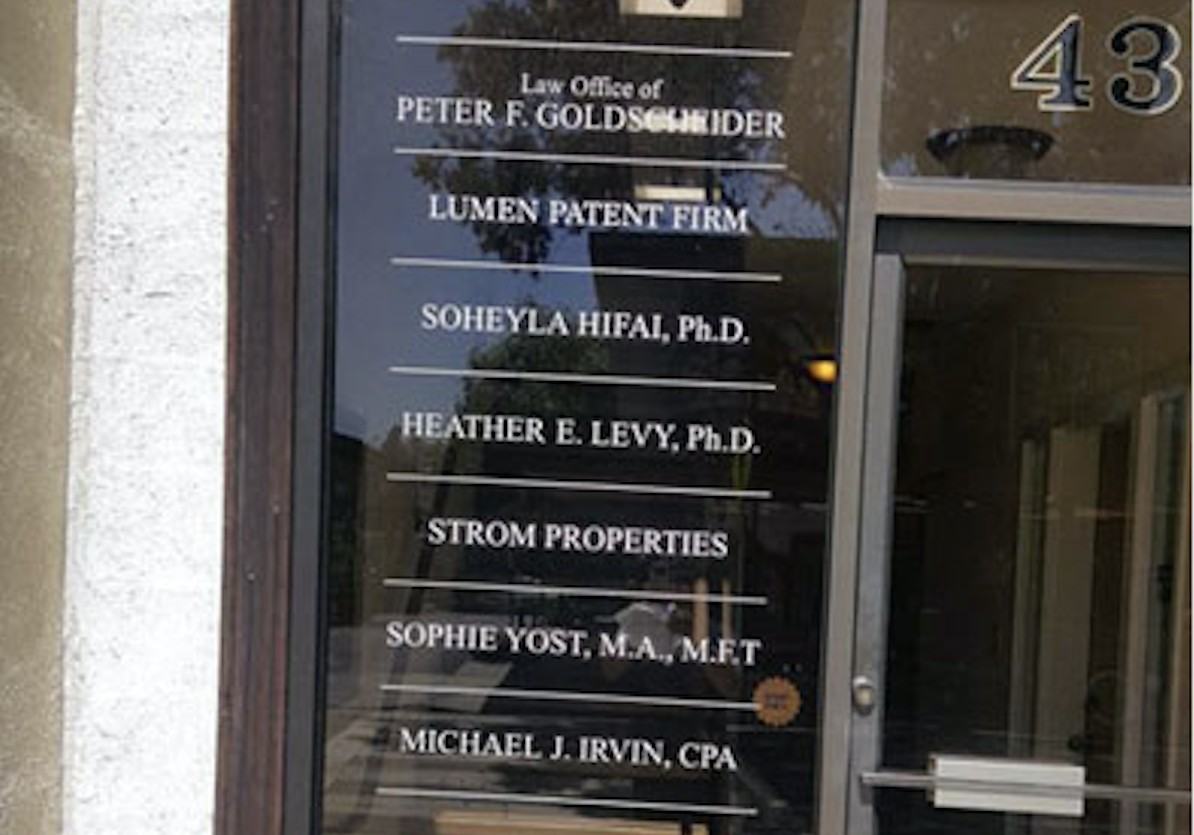 43
Law Office of
PETER F. GOLDSCHEIDER
LUMEN PATENT FIRM
SOHEYLA HIFAI, Ph.D.
HEATHER E. LEVY, Ph.D.
STROM PROPERTIES
SOPHIE YOST, M.A., M.F.T
MICHAEL J. IRVIN, CPA